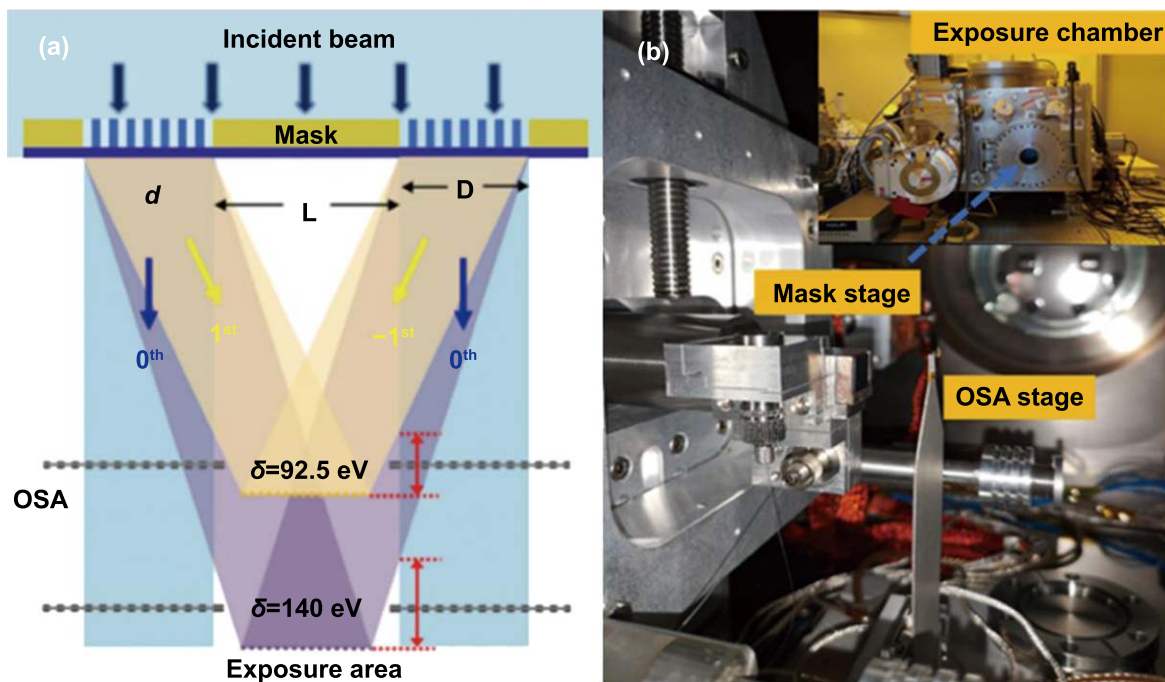 (a)
Incident beam
Mask
d
L
D
0ᵗʰ
1ˢᵗ
−1ˢᵗ
0ᵗʰ
OSA
δ=92.5 eV
δ=140 eV
Exposure area
(b)
Exposure chamber
Mask stage
OSA stage